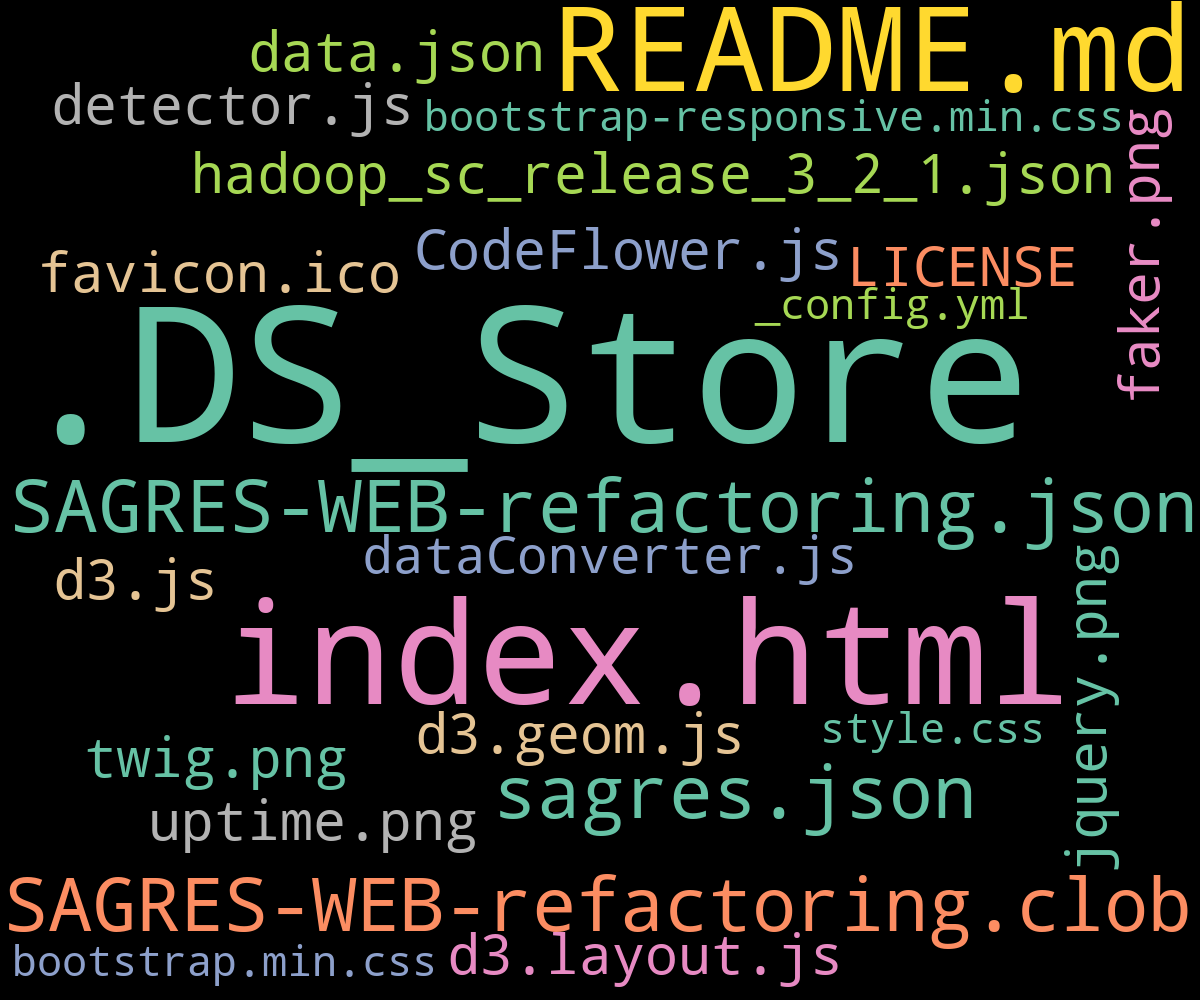 data.json
README.md
detector.js
bootstrap-responsive.min.css
hadoop_sc_release_3_2_1.json
faker.png
favicon.ico
CodeFlower.js
LICENSE
_config.yml
.DS_Store
SAGRES-WEB-refactoring.json
dataConverter.js
d3.js
index.html
jquery.png
d3.geom.js
style.css
twig.png
sagres.json
uptime.png
SAGRES-WEB-refactoring.clob
bootstrap.min.css
d3.layout.js